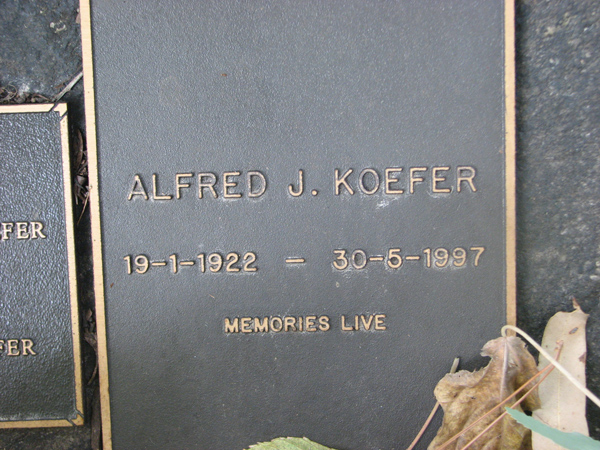 ALFRED J. KOEFER
19-1-1922 — 30-5-1997
MEMORIES LIVE